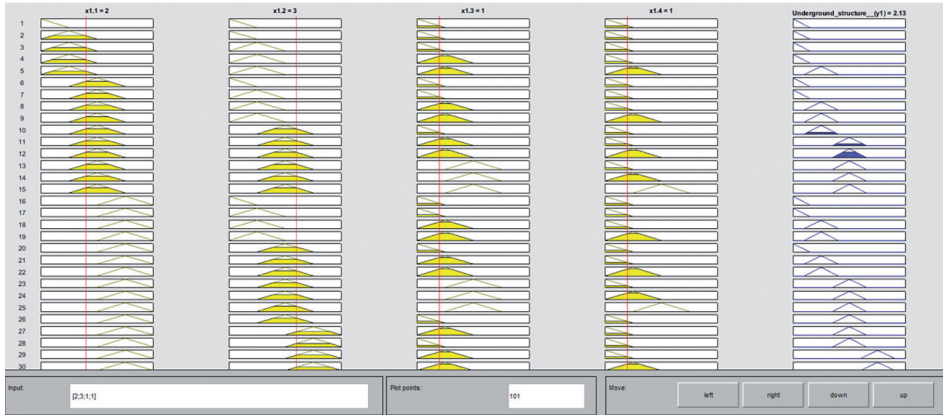 x1.1 = 2
x1.2 = 3
x1.3 = 1
x1.4 = 1
Underground_structure__(y1) = 2.13
1
2
3
4
5
6
7
8
9
10
11
12
13
14
15
16
17
18
19
20
21
22
23
24
25
26
27
28
29
30
Input:
[2;3;1;1]
Plot points:
101
Move:
left
right
down
up